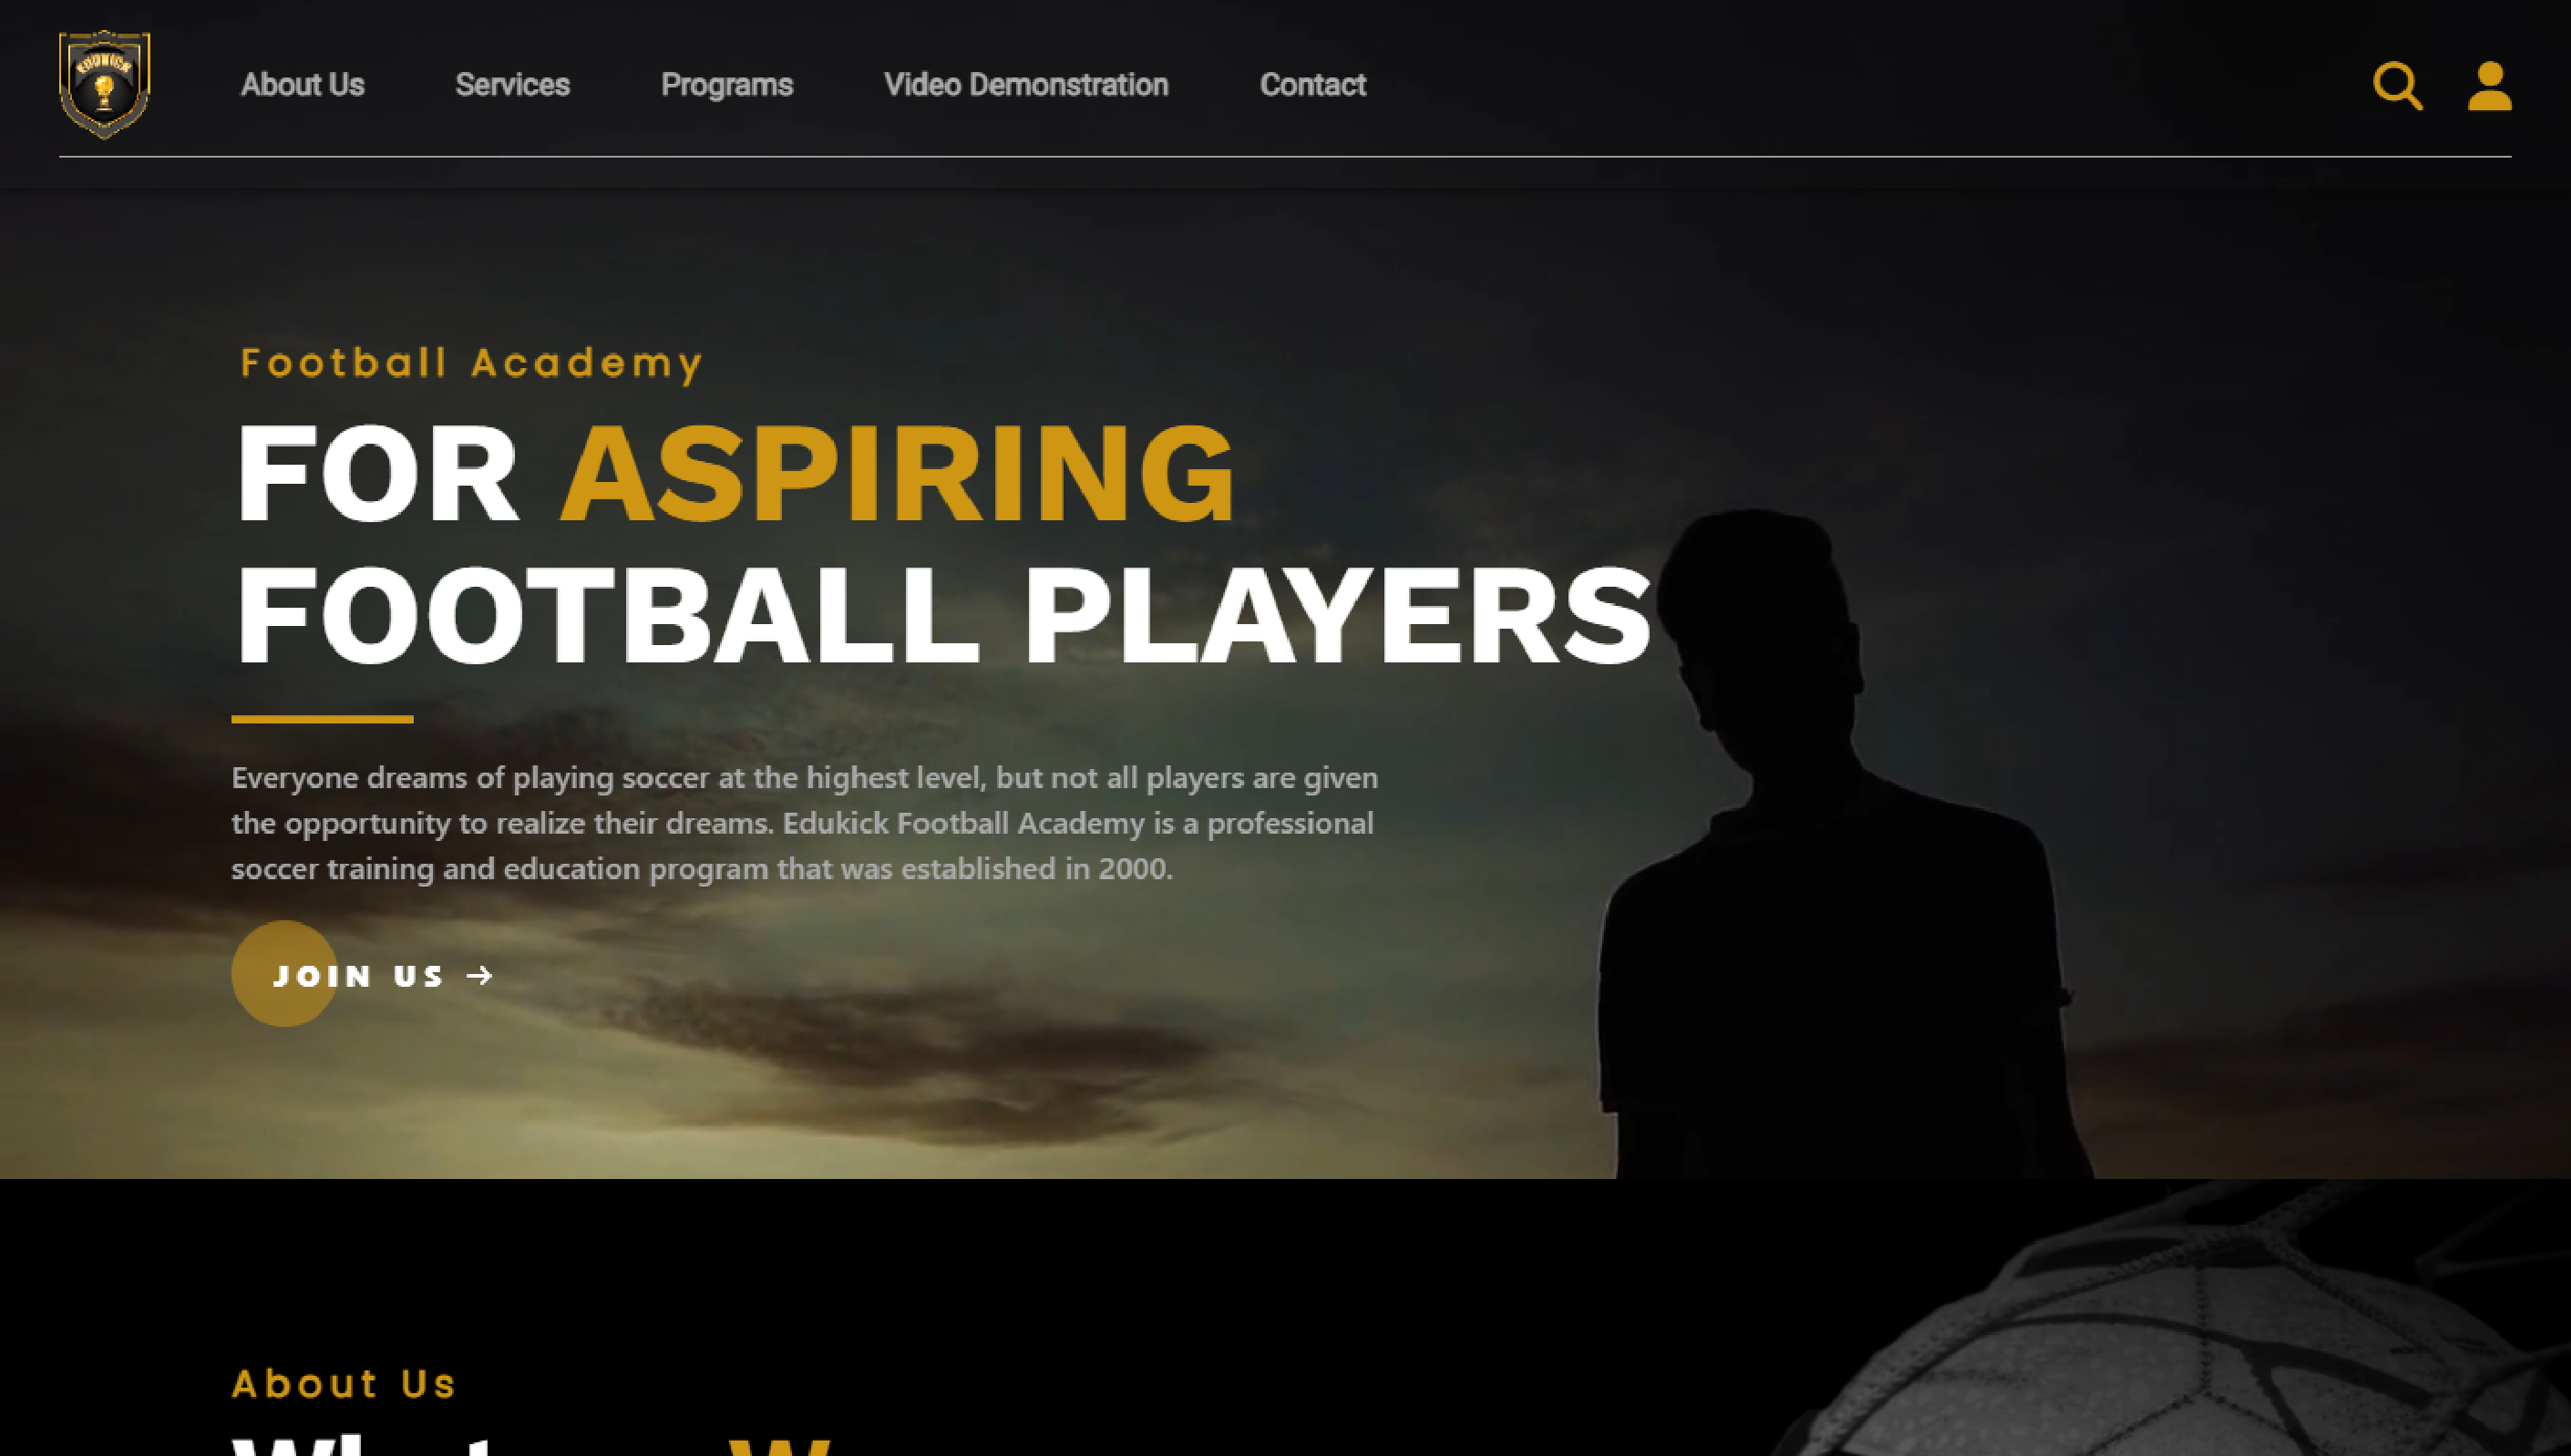 EDUKICK
About Us Services Programs Video Demonstration Contact
Football Academy
FOR ASPIRING
FOOTBALL PLAYERS
Everyone dreams of playing soccer at the highest level, but not all players are given
the opportunity to realize their dreams. Edukick Football Academy is a professional
soccer training and education program that was established in 2000.
JOIN US →
About Us